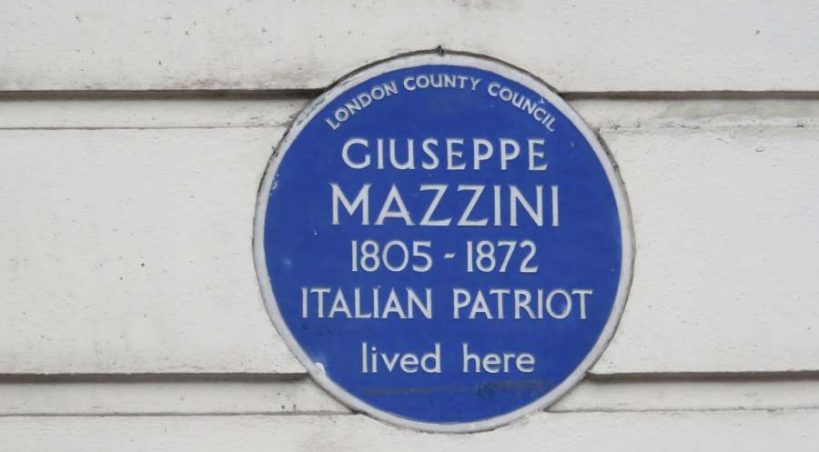 LONDON COUNTY COUNCIL
GIUSEPPE
MAZZINI
1805 - 1872
ITALIAN PATRIOT
lived here